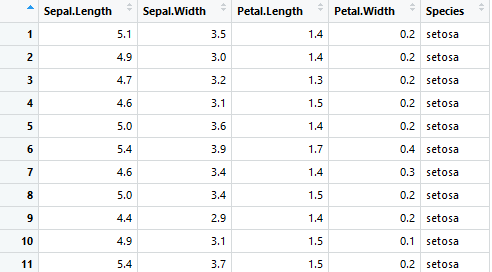 Sepal.Length Sepal.Width Petal.Length Petal.Width Species
1 5.1 3.5 1.4 0.2 setosa
2 4.9 3.0 1.4 0.2 setosa
3 4.7 3.2 1.3 0.2 setosa
4 4.6 3.1 1.5 0.2 setosa
5 5.0 3.6 1.4 0.2 setosa
6 5.4 3.9 1.7 0.4 setosa
7 4.6 3.4 1.4 0.3 setosa
8 5.0 3.4 1.5 0.2 setosa
9 4.4 2.9 1.4 0.2 setosa
10 4.9 3.1 1.5 0.1 setosa
11 5.4 3.7 1.5 0.2 setosa